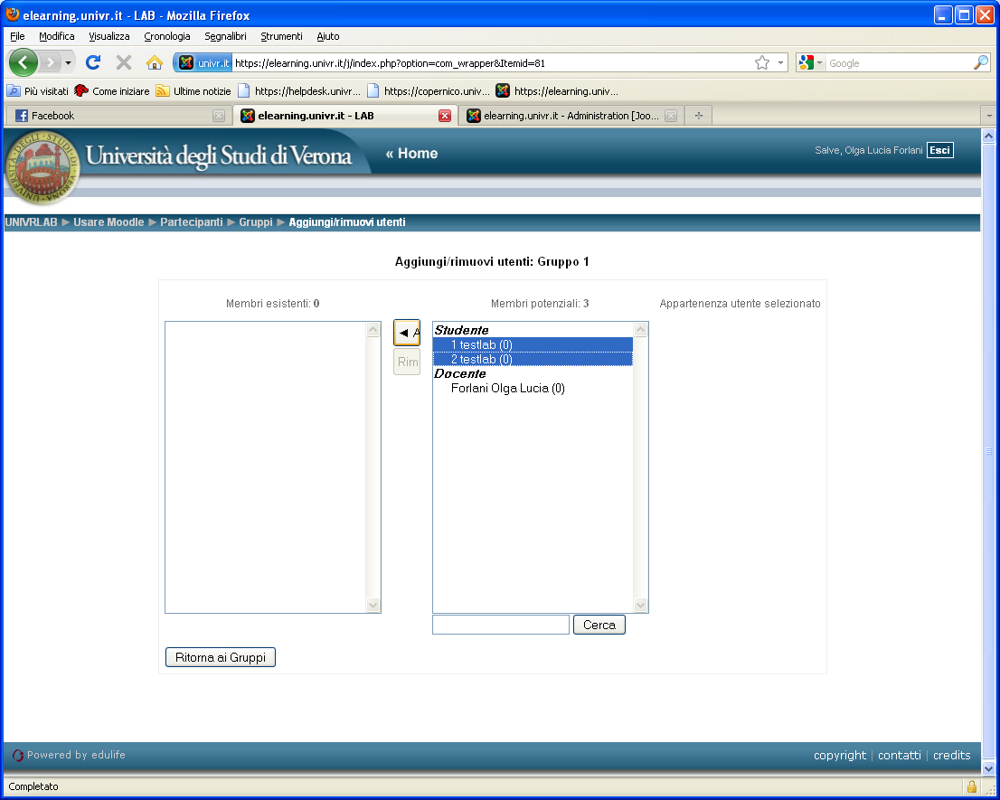 elearning.univr.it - LAB - Mozilla Firefox
File Modifica Visualizza Cronologia Segnalibri Strumenti Aiuto
univr.it https://elearning.univr.it/j/index.php?option=com_wrapper&Itemid=81 Google
Più visitati Come iniziare Ultime notizie https://helpdesk.univr... https://copernico.univ... https://elearning.univ...
Facebook elearning.univr.it - LAB elearning.univr.it - Administration [Joo...
Università degli Studi di Verona « Home Salve, Olga Lucia Forlani Esci
UNIVRLAB ► Usare Moodle ► Partecipanti ► Gruppi ► Aggiungi/rimuovi utenti
Aggiungi/rimuovi utenti: Gruppo 1
Membri esistenti: 0 Membri potenziali: 3 Appartenenza utente selezionato
◄ A
Rim
Studente
1 testlab (0)
2 testlab (0)
Docente
Forlani Olga Lucia (0)
Cerca
Ritorna ai Gruppi
Powered by edulife copyright | contatti | credits
Completato